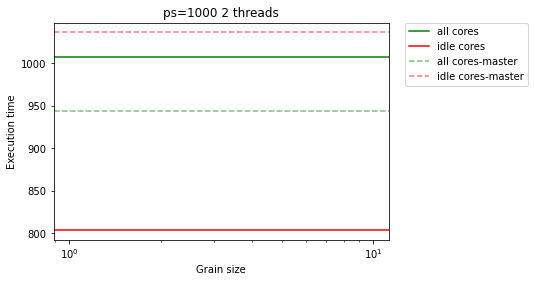 ps=1000 2 threads
all cores
idle cores
all cores-master
idle cores-master
1000
950
900
850
800
Execution time
10⁰
10¹
Grain size